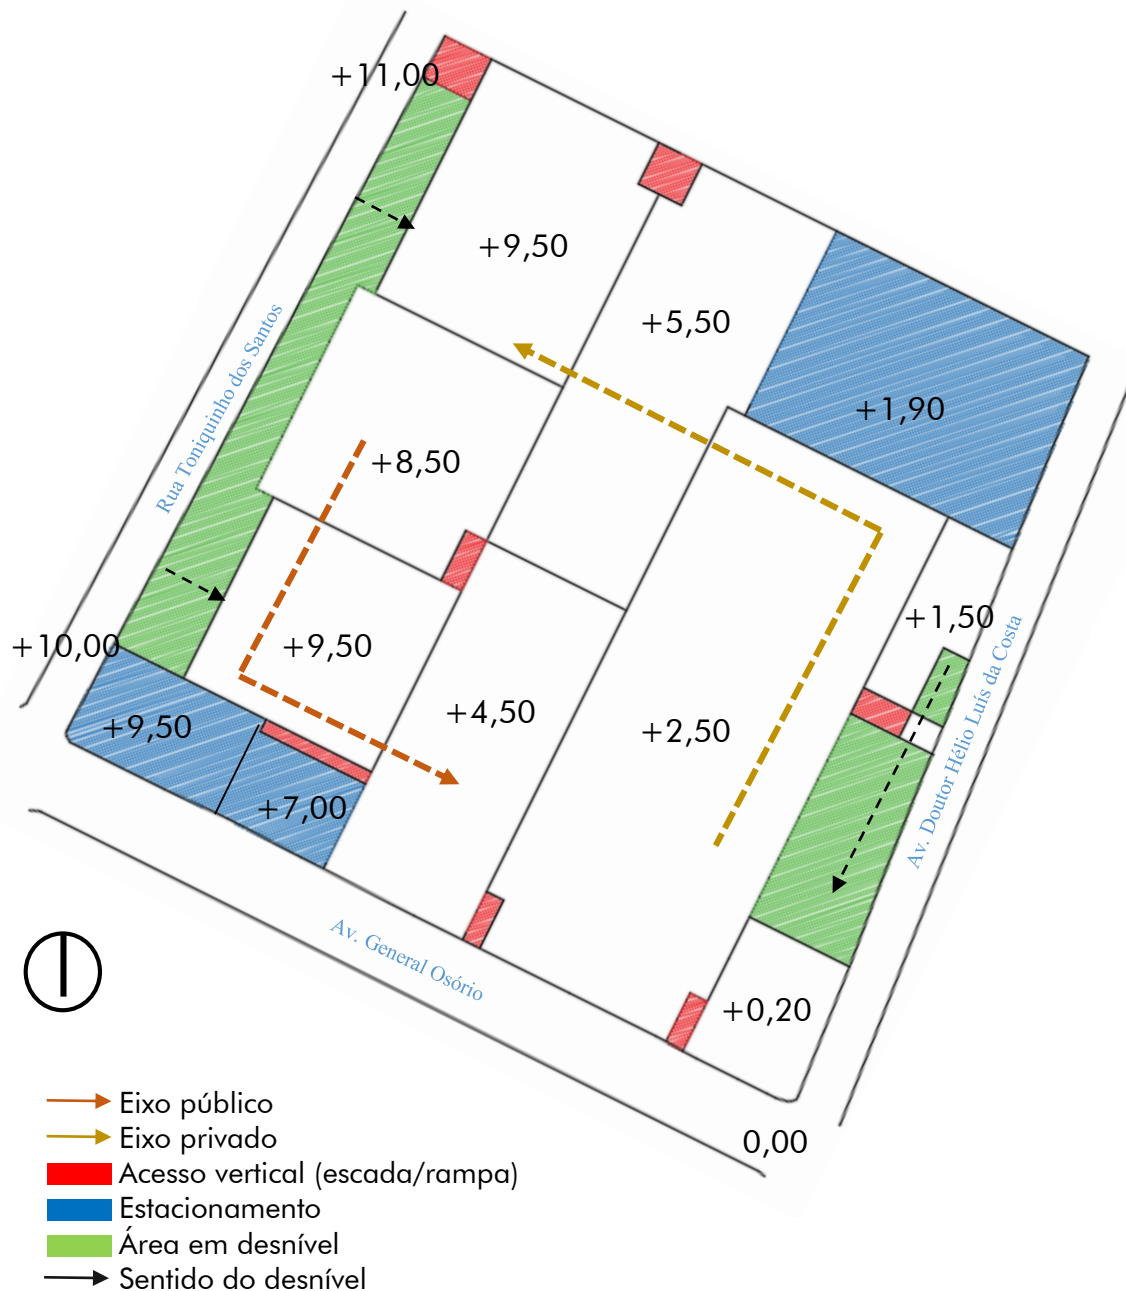 +11,00
+9,50
+5,50
+1,90
Rua Toniquinho dos Santos
+8,50
+1,50
+10,00
+9,50
+9,50
+4,50
+2,50
Av. Doutor Hélio Luís da Costa
+7,00
Av. General Osório
+0,20
0,00
Eixo público
Eixo privado
Acesso vertical (escada/rampa)
Estacionamento
Área em desnível
Sentido do desnível